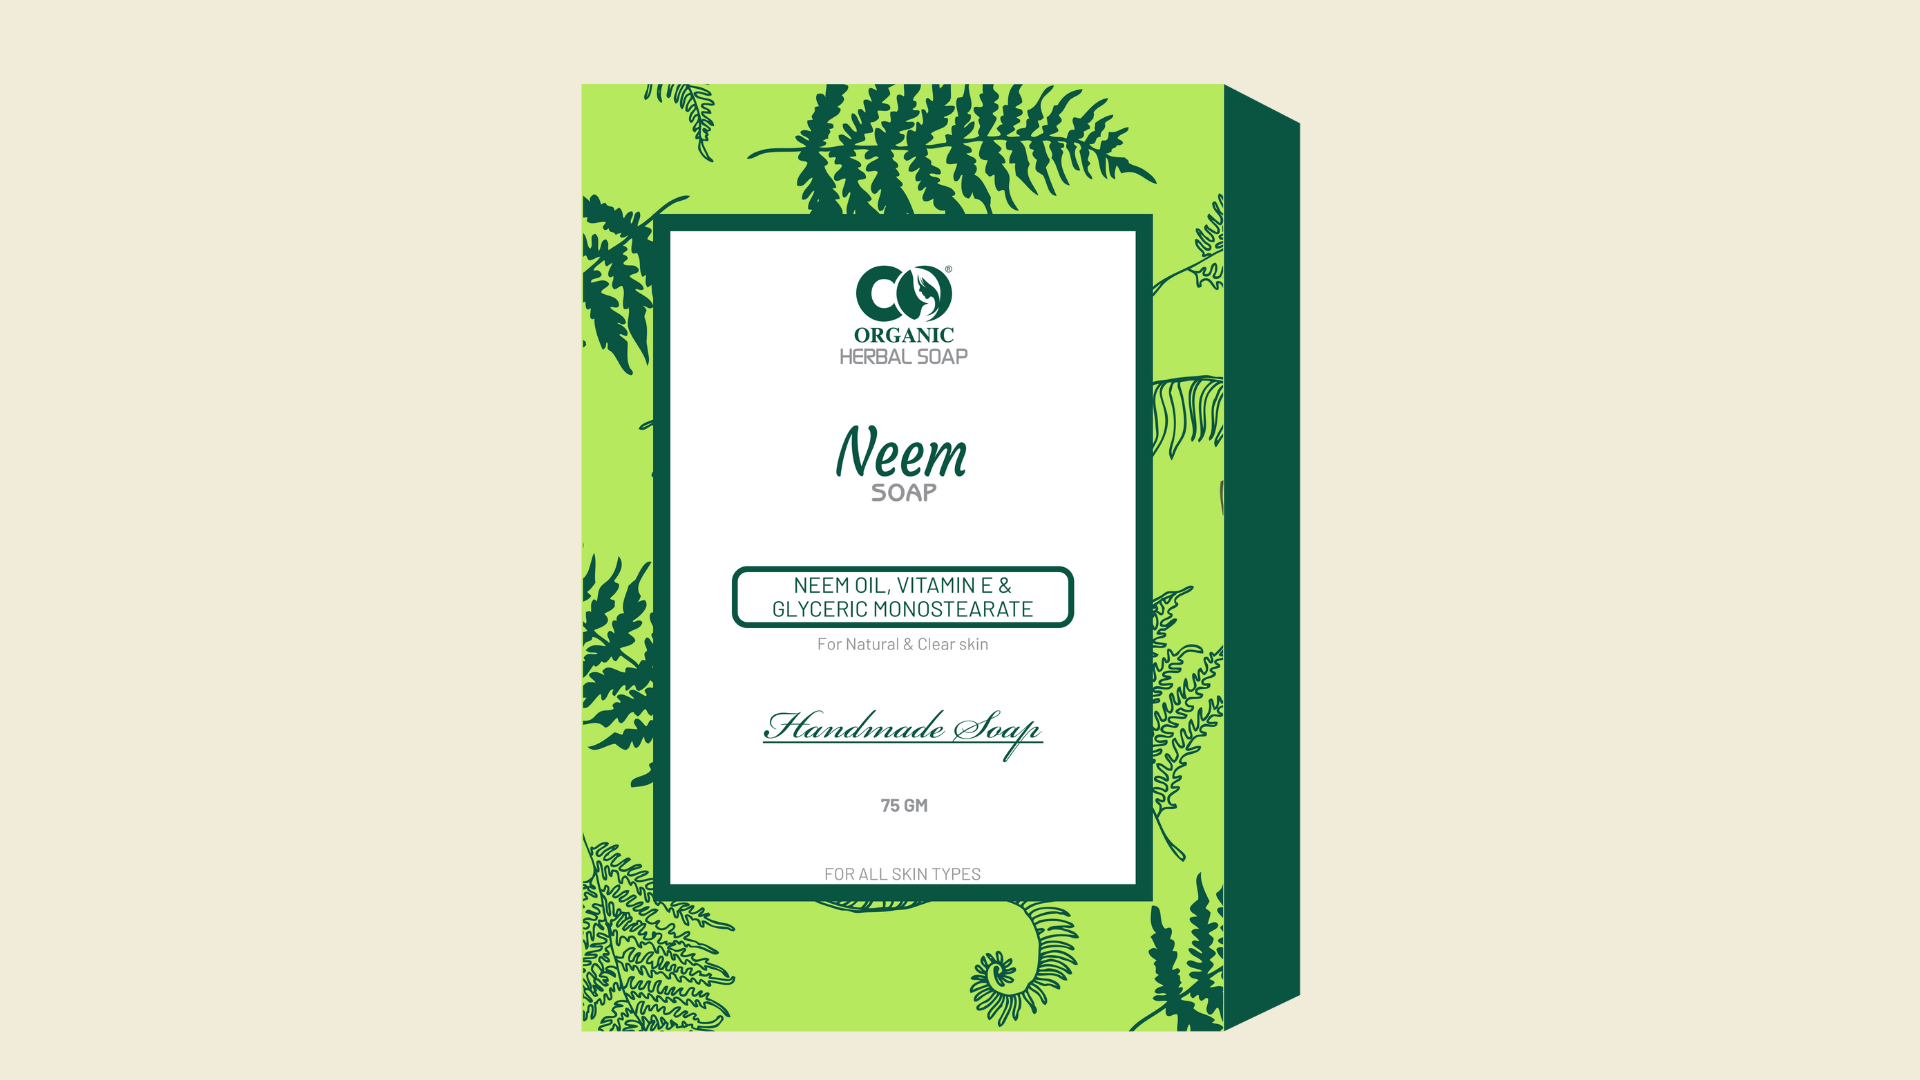 CO®
ORGANIC
HERBAL SOAP
Neem
SOAP
NEEM OIL, VITAMIN E &
GLYCERIC MONOSTEARATE
For Natural & Clear skin
Handmade Soap
75 GM
FOR ALL SKIN TYPES